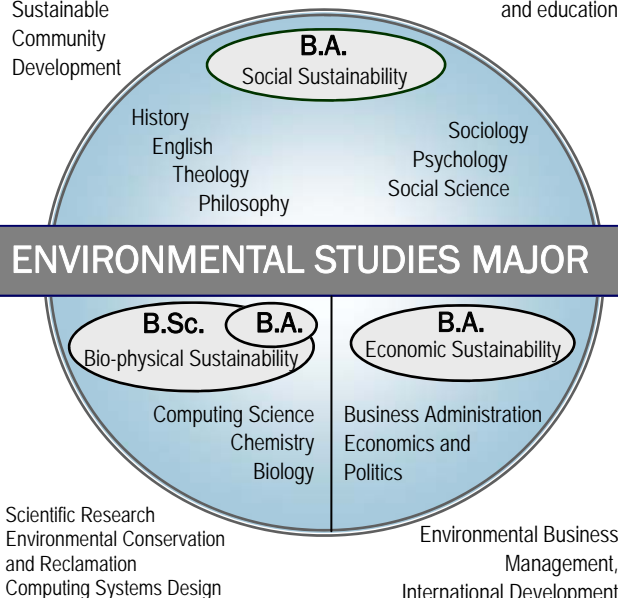 Sustainable
Community
Development
and education
B.A.
Social Sustainability
History
English
Theology
Philosophy
Sociology
Psychology
Social Science
ENVIRONMENTAL STUDIES MAJOR
B.Sc.
B.A.
Bio-physical Sustainability
B.A.
Economic Sustainability
Computing Science
Chemistry
Biology
Business Administration
Economics and
Politics
Scientific Research
Environmental Conservation
and Reclamation
Computing Systems Design
Environmental Business
Management,
International Development